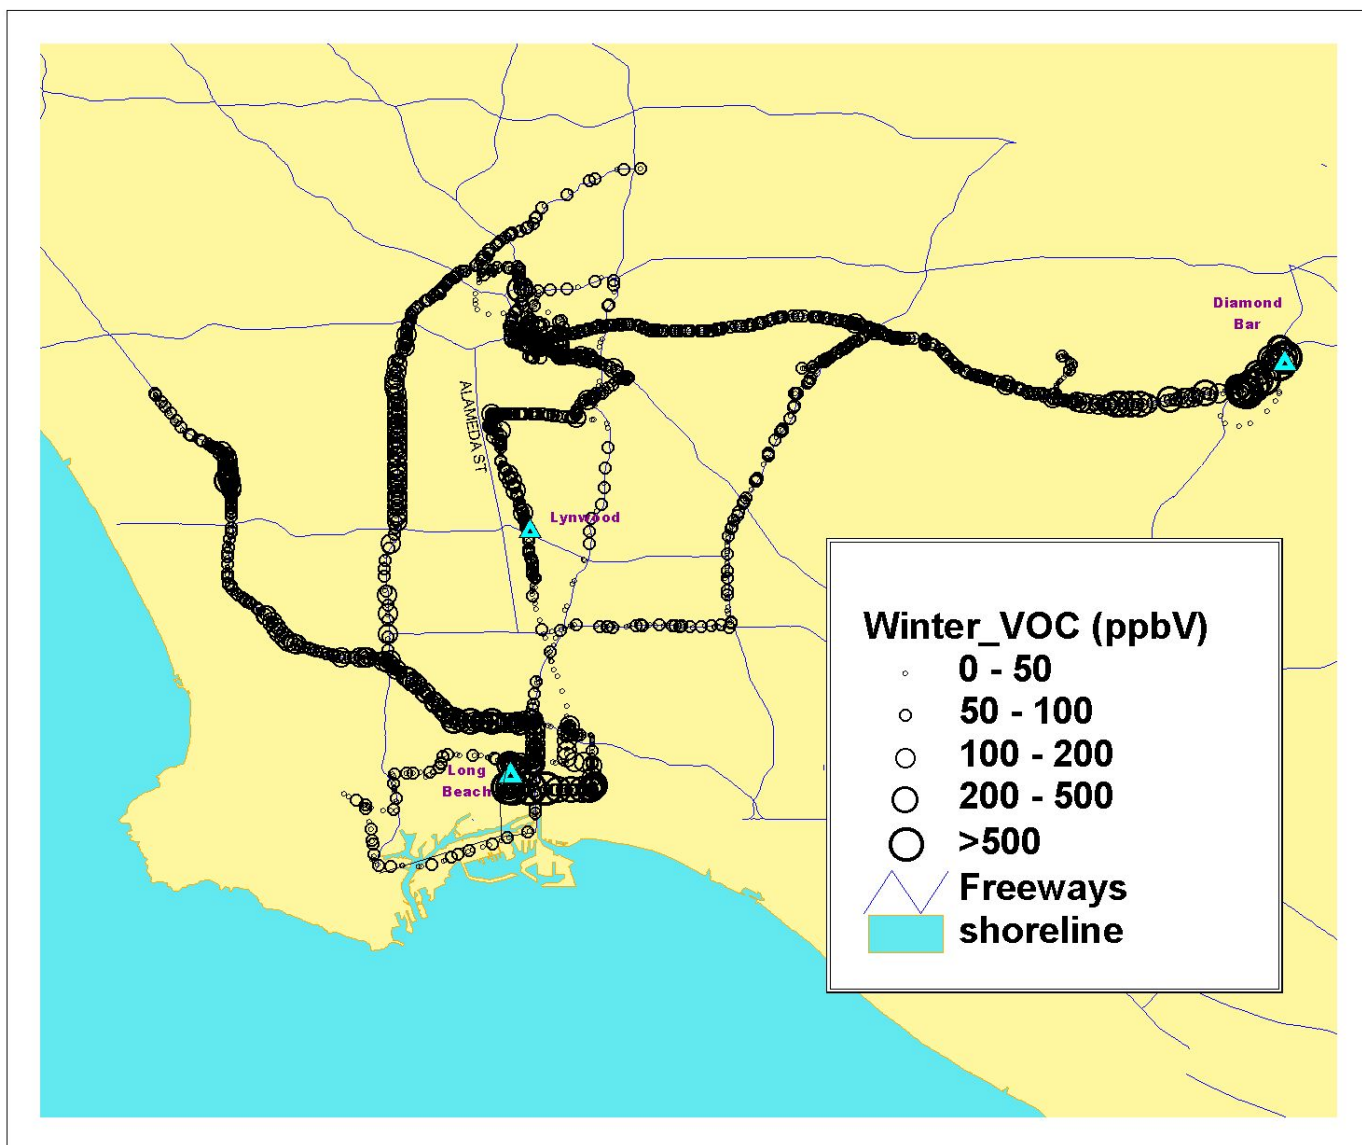 Diamond
Bar
ALAMEDA ST
Lynwood
Long
Beach
Winter_VOC (ppbV)
0 - 50
50 - 100
100 - 200
200 - 500
>500
Freeways
shoreline